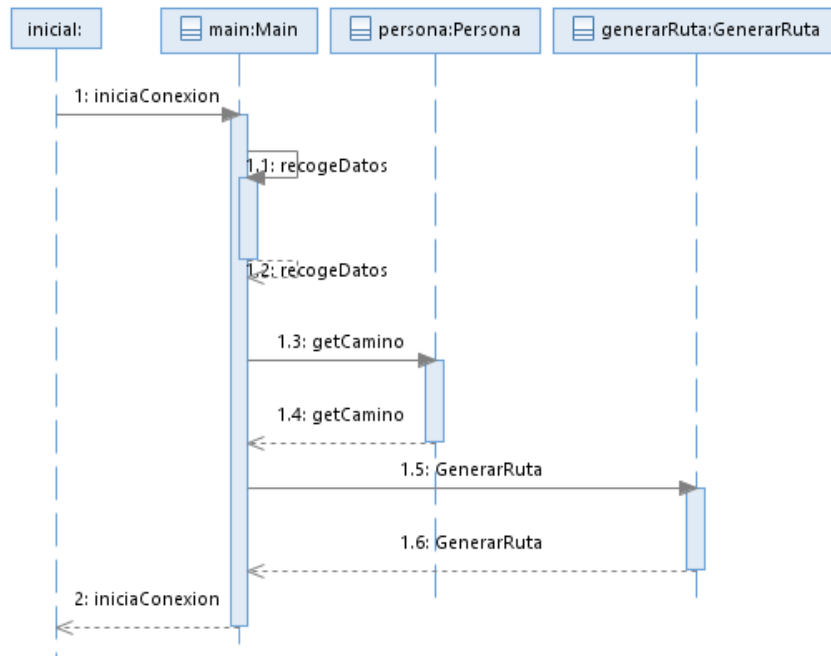 inicial:
main:Main
persona:Persona
generarRuta:GenerarRuta
1: iniciaConexion
1.1: recogeDatos
1.2: recogeDatos
1.3: getCamino
1.4: getCamino
1.5: GenerarRuta
1.6: GenerarRuta
2: iniciaConexion